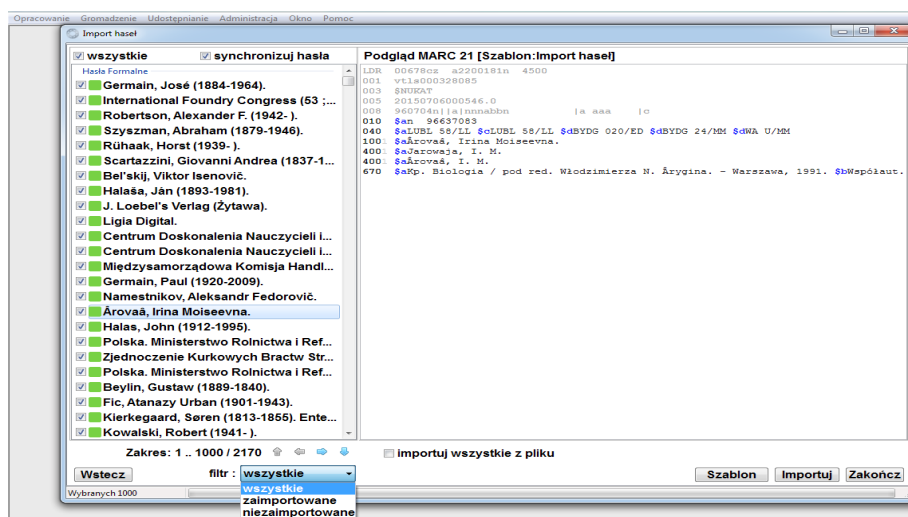 Opracowanie Gromadzenie Udostępnianie Administracja Okno Pomoc
Import haseł
wszystkie synchronizuj hasła
Hasła Formalne
Germain, José (1884-1964).
International Foundry Congress (53 ;...
Robertson, Alexander F. (1942- ).
Szyszman, Abraham (1879-1946).
Rühaak, Horst (1939- ).
Scartazzini, Giovanni Andrea (1837-1...
Bel'skij, Viktor Isenovič.
Halaša, Ján (1893-1981).
J. Loebel's Verlag (Żytawa).
Ligia Digital.
Centrum Doskonalenia Nauczycieli i...
Centrum Doskonalenia Nauczycieli i...
Międzysamorządowa Komisja Handl...
Germain, Paul (1920-2009).
Namestnikov, Aleksandr Fedorovič.
Ârovaâ, Irina Moiseevna.
Halas, John (1912-1995).
Polska. Ministerstwo Rolnictwa i Ref...
Zjednoczenie Kurkowych Bractw Str...
Polska. Ministerstwo Rolnictwa i Ref...
Beylin, Gustaw (1889-1840).
Fic, Atanazy Urban (1901-1943).
Kierkegaard, Søren (1813-1855). Ente...
Kowalski, Robert (1941- ).
Zakres: 1 .. 1000 / 2170
Wstecz filtr : wszystkie
wszystkie
zaimportowane
niezaimportowane
Wybranych 1000
Podgląd MARC 21 [Szablon:Import haseł]
LDR 00678cz a2200181n 4500
001 vtls000328085
003 $NUKAT
005 20150706000546.0
008 960704n||a|nnnabbn |a aaa |c
010 $an 96637083
040 $aLUBL 58/LL $cLUBL 58/LL $dBYDG 020/ED $dBYDG 24/MM $dWA U/MM
1001 $aÂrovaâ, Irina Moiseevna.
4001 $aJarowaja, I. M.
4001 $aÂrovaâ, I. M.
670 $aKp. Biologia / pod red. Włodzimierza N. Ârygina. - Warszawa, 1991. $bWspółaut.
importuj wszystkie z pliku
Szablon Importuj Zakończ